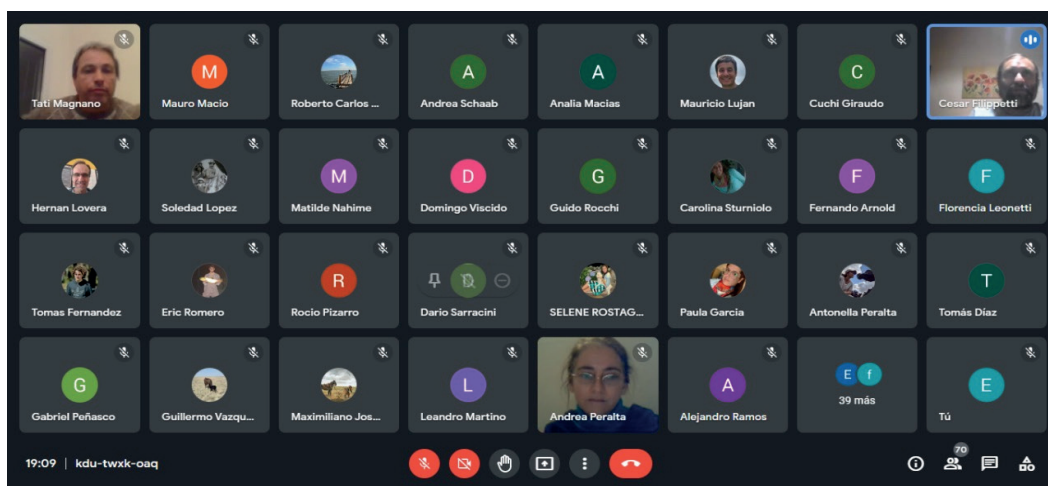 Tati Magnano
M
Mauro Macio
Roberto Carlos ...
A
Andrea Schaab
A
Analia Macias
Mauricio Lujan
C
Cuchi Giraudo
Cesar Filippetti
Hernan Lovera
Soledad Lopez
M
Matilde Nahime
D
Domingo Viscido
G
Guido Rocchi
Carolina Sturniolo
F
Fernando Arnold
F
Florencia Leonetti
Tomas Fernandez
Eric Romero
R
Rocio Pizarro
D
Dario Sarracini
SELENE ROSTAG...
Paula Garcia
Antonella Peralta
T
Tomás Díaz
G
Gabriel Peñasco
Guillermo Vazqu...
Maximiliano Jos...
L
Leandro Martino
Andrea Peralta
A
Alejandro Ramos
E f
39 más
E
Tú
19:09 | kdu-twxk-oaq
70